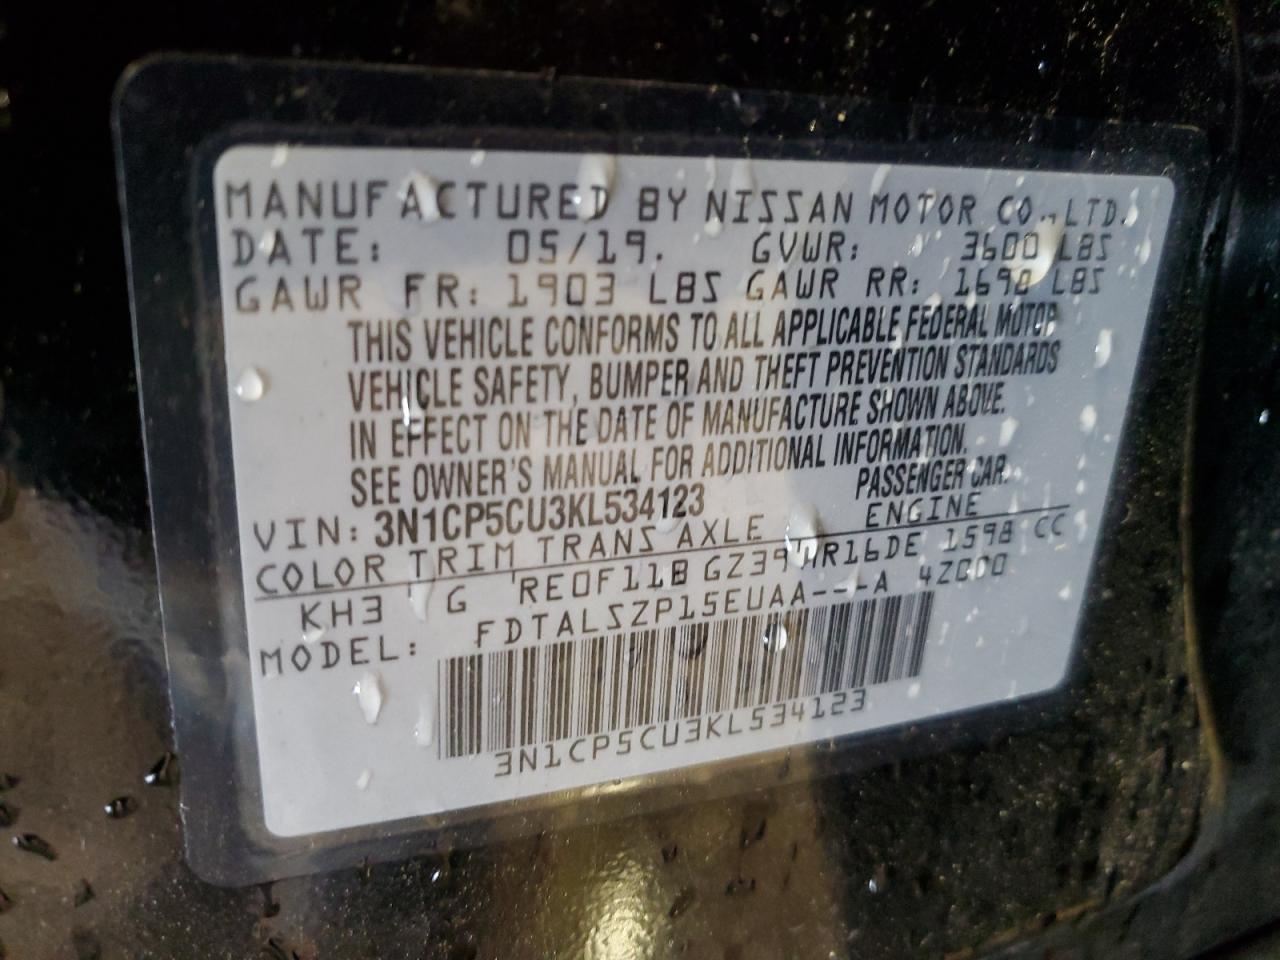 MANUFACTURED BY NISSAN MOTOR CO., LTD.
DATE: 05/19. GVWR: 3600 LBS
GAWR FR: 1903 LBS GAWR RR: 1698 LBS
THIS VEHICLE CONFORMS TO ALL APPLICABLE FEDERAL MOTOR
VEHICLE SAFETY, BUMPER AND THEFT PREVENTION STANDARDS
IN EFFECT ON THE DATE OF MANUFACTURE SHOWN ABOVE.
SEE OWNER'S MANUAL FOR ADDITIONAL INFORMATION.
VIN: 3N1CP5CU3KL534123 PASSENGER CAR.
COLOR TRIM TRANS AXLE ENGINE
KH3 G RE0F11B GZ39 HR16DE 1598 CC
MODEL: FDTALSZP15EUAA---A 42000
3N1CP5CU3KL534123